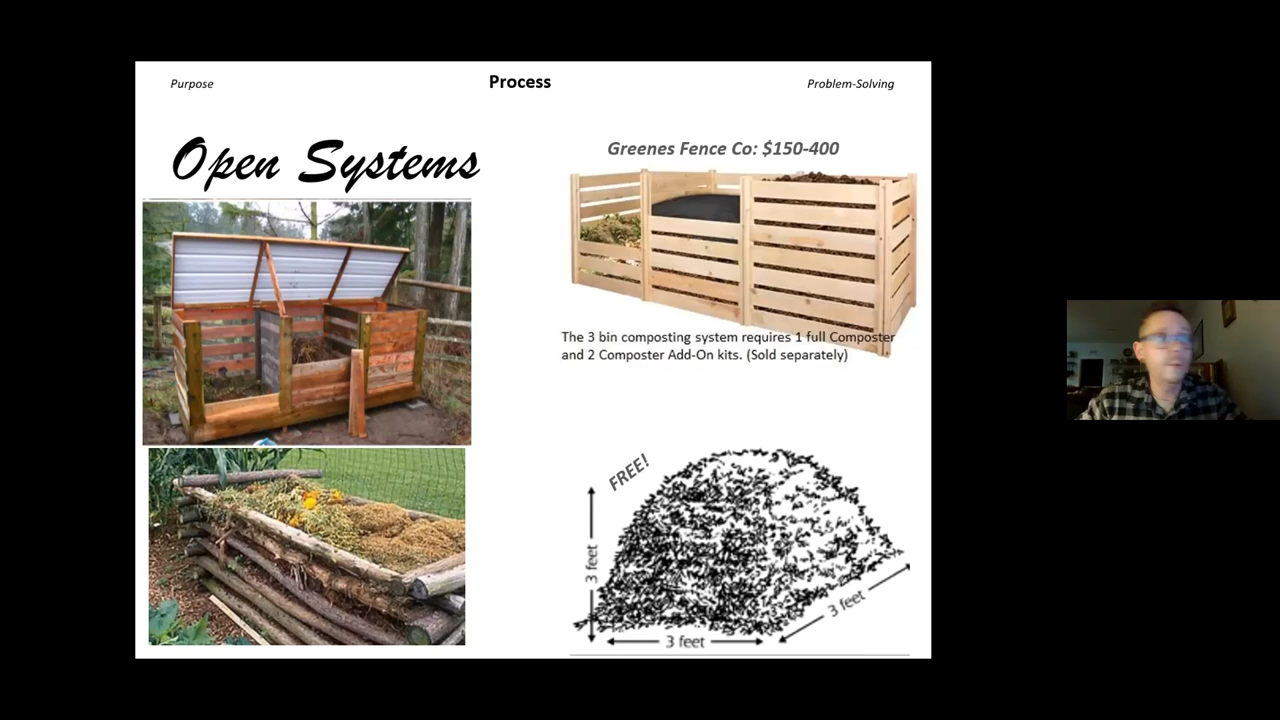 Purpose
Process
Problem-Solving
Open Systems
Greenes Fence Co: $150-400
The 3 bin composting system requires 1 full Composter
and 2 Composter Add-On kits. (Sold separately)
FREE!
3 feet
3 feet
3 feet